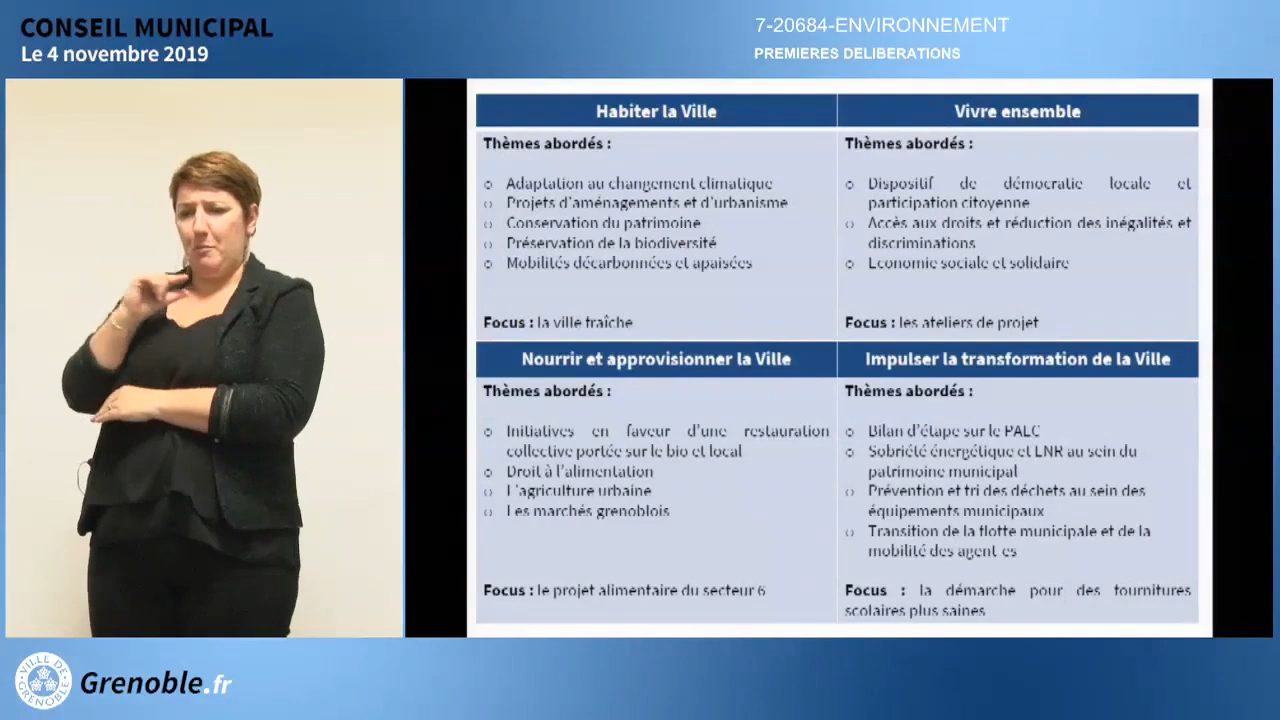 CONSEIL MUNICIPAL
Le 4 novembre 2019
7-20684-ENVIRONNEMENT
PREMIERES DELIBERATIONS
Habiter la Ville
Thèmes abordés :
Adaptation au changement climatique
Projets d'aménagements et d'urbanisme
Conservation du patrimoine
Préservation de la biodiversité
Mobilités décarbonnées et apaisées
Focus : la ville fraîche
Vivre ensemble
Thèmes abordés :
Dispositif de démocratie locale et
participation citoyenne
Accès aux droits et réduction des inégalités et
discriminations
Economie sociale et solidaire
Focus : les ateliers de projet
Nourrir et approvisionner la Ville
Thèmes abordés :
Initiatives en faveur d'une restauration
collective portée sur le bio et local
Droit à l'alimentation
L'agriculture urbaine
Les marchés grenoblois
Focus : le projet alimentaire du secteur 6
Impulser la transformation de la Ville
Thèmes abordés :
Bilan d'étape sur le PAEC
Sobriété énergétique et ENR au sein du
patrimoine municipal
Prévention et tri des déchets au sein des
équipements municipaux
Transition de la flotte municipale et de la
mobilité des agent·es
Focus : la démarche pour des fournitures
scolaires plus saines
VILLE DE GRENOBLE
Grenoble.fr